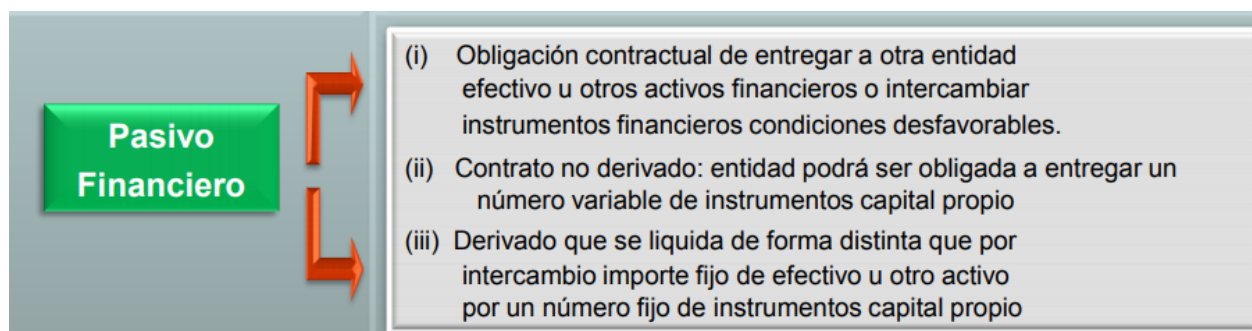 Pasivo
Financiero
(i) Obligación contractual de entregar a otra entidad
efectivo u otros activos financieros o intercambiar
instrumentos financieros condiciones desfavorables.
(ii) Contrato no derivado: entidad podrá ser obligada a entregar un
número variable de instrumentos capital propio
(iii) Derivado que se liquida de forma distinta que por
intercambio importe fijo de efectivo u otro activo
por un número fijo de instrumentos capital propio